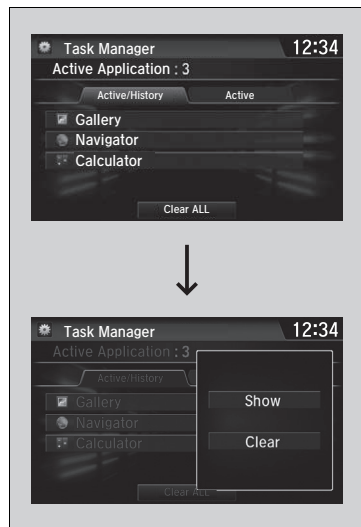 Task Manager 12:34
Active Application : 3
Active/History Active
Gallery
Navigator
Calculator
Clear ALL
Task Manager 12:34
Active Application : 3
Active/History
Gallery
Navigator
Calculator
Show
Clear
Clear ALL